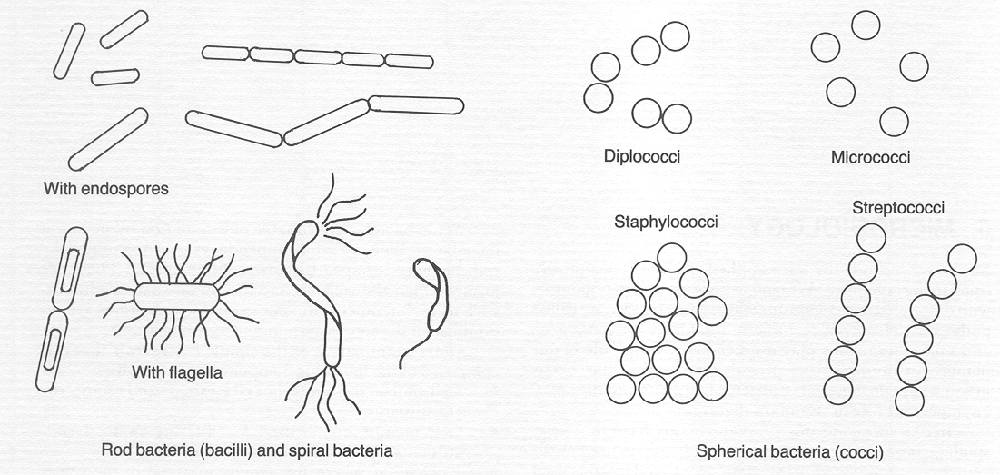 With endospores
With flagella
Rod bacteria (bacilli) and spiral bacteria
Diplococci
Micrococci
Staphylococci
Streptococci
Spherical bacteria (cocci)